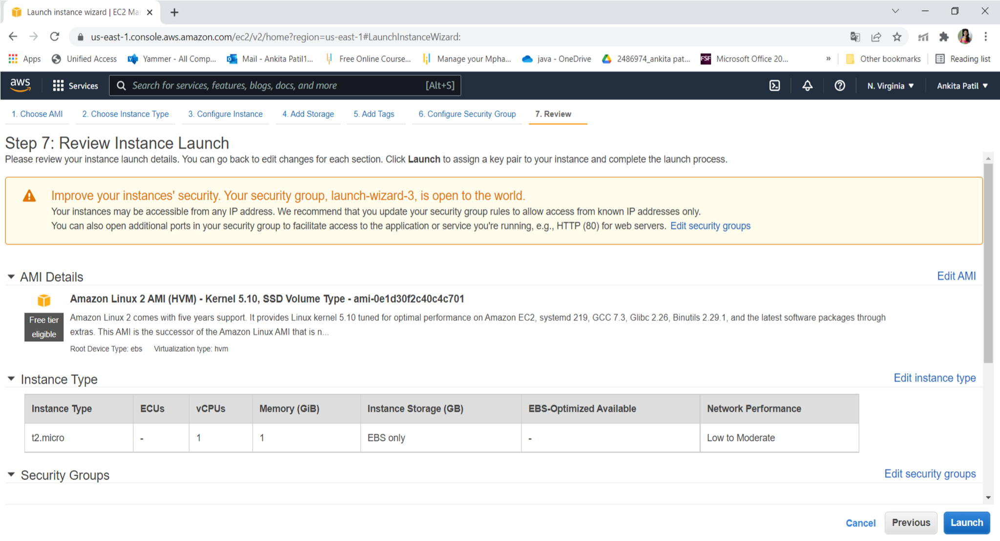 Launch instance wizard | EC2 Ma
us-east-1.console.aws.amazon.com/ec2/v2/home?region=us-east-1#LaunchInstanceWizard:
Apps Unified Access Yammer - All Comp... Mail - Ankita Patil1... Free Online Course... Manage your Mpha... java - OneDrive 2486974_ankita pat... FSF Microsoft Office 20... » Other bookmarks Reading list
aws Services Search for services, features, blogs, docs, and more [Alt+S] N. Virginia Ankita Patil
1. Choose AMI 2. Choose Instance Type 3. Configure Instance 4. Add Storage 5. Add Tags 6. Configure Security Group 7. Review
Step 7: Review Instance Launch
Please review your instance launch details. You can go back to edit changes for each section. Click Launch to assign a key pair to your instance and complete the launch process.
Improve your instances' security. Your security group, launch-wizard-3, is open to the world.
Your instances may be accessible from any IP address. We recommend that you update your security group rules to allow access from known IP addresses only.
You can also open additional ports in your security group to facilitate access to the application or service you're running, e.g., HTTP (80) for web servers. Edit security groups
AMI Details Edit AMI
Amazon Linux 2 AMI (HVM) - Kernel 5.10, SSD Volume Type - ami-0e1d30f2c40c4c701
Free tier eligible
Amazon Linux 2 comes with five years support. It provides Linux kernel 5.10 tuned for optimal performance on Amazon EC2, systemd 219, GCC 7.3, Glibc 2.26, Binutils 2.29.1, and the latest software packages through
extras. This AMI is the successor of the Amazon Linux AMI that is n...
Root Device Type: ebs Virtualization type: hvm
Instance Type Edit instance type
Instance Type ECUs vCPUs Memory (GiB) Instance Storage (GB) EBS-Optimized Available Network Performance
t2.micro - 1 1 EBS only - Low to Moderate
Security Groups Edit security groups
Cancel Previous Launch